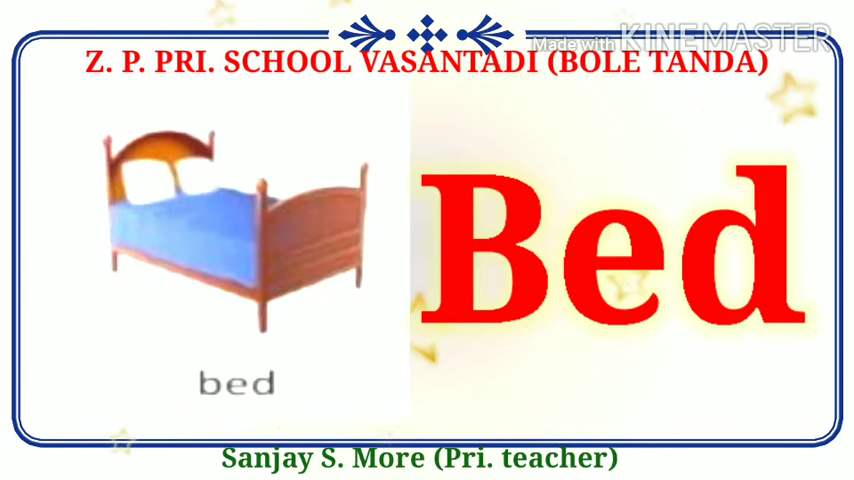 Made with KINEMASTER
Z. P. PRI. SCHOOL VASANTADI (BOLE TANDA)
Bed
bed
Sanjay S. More (Pri. teacher)